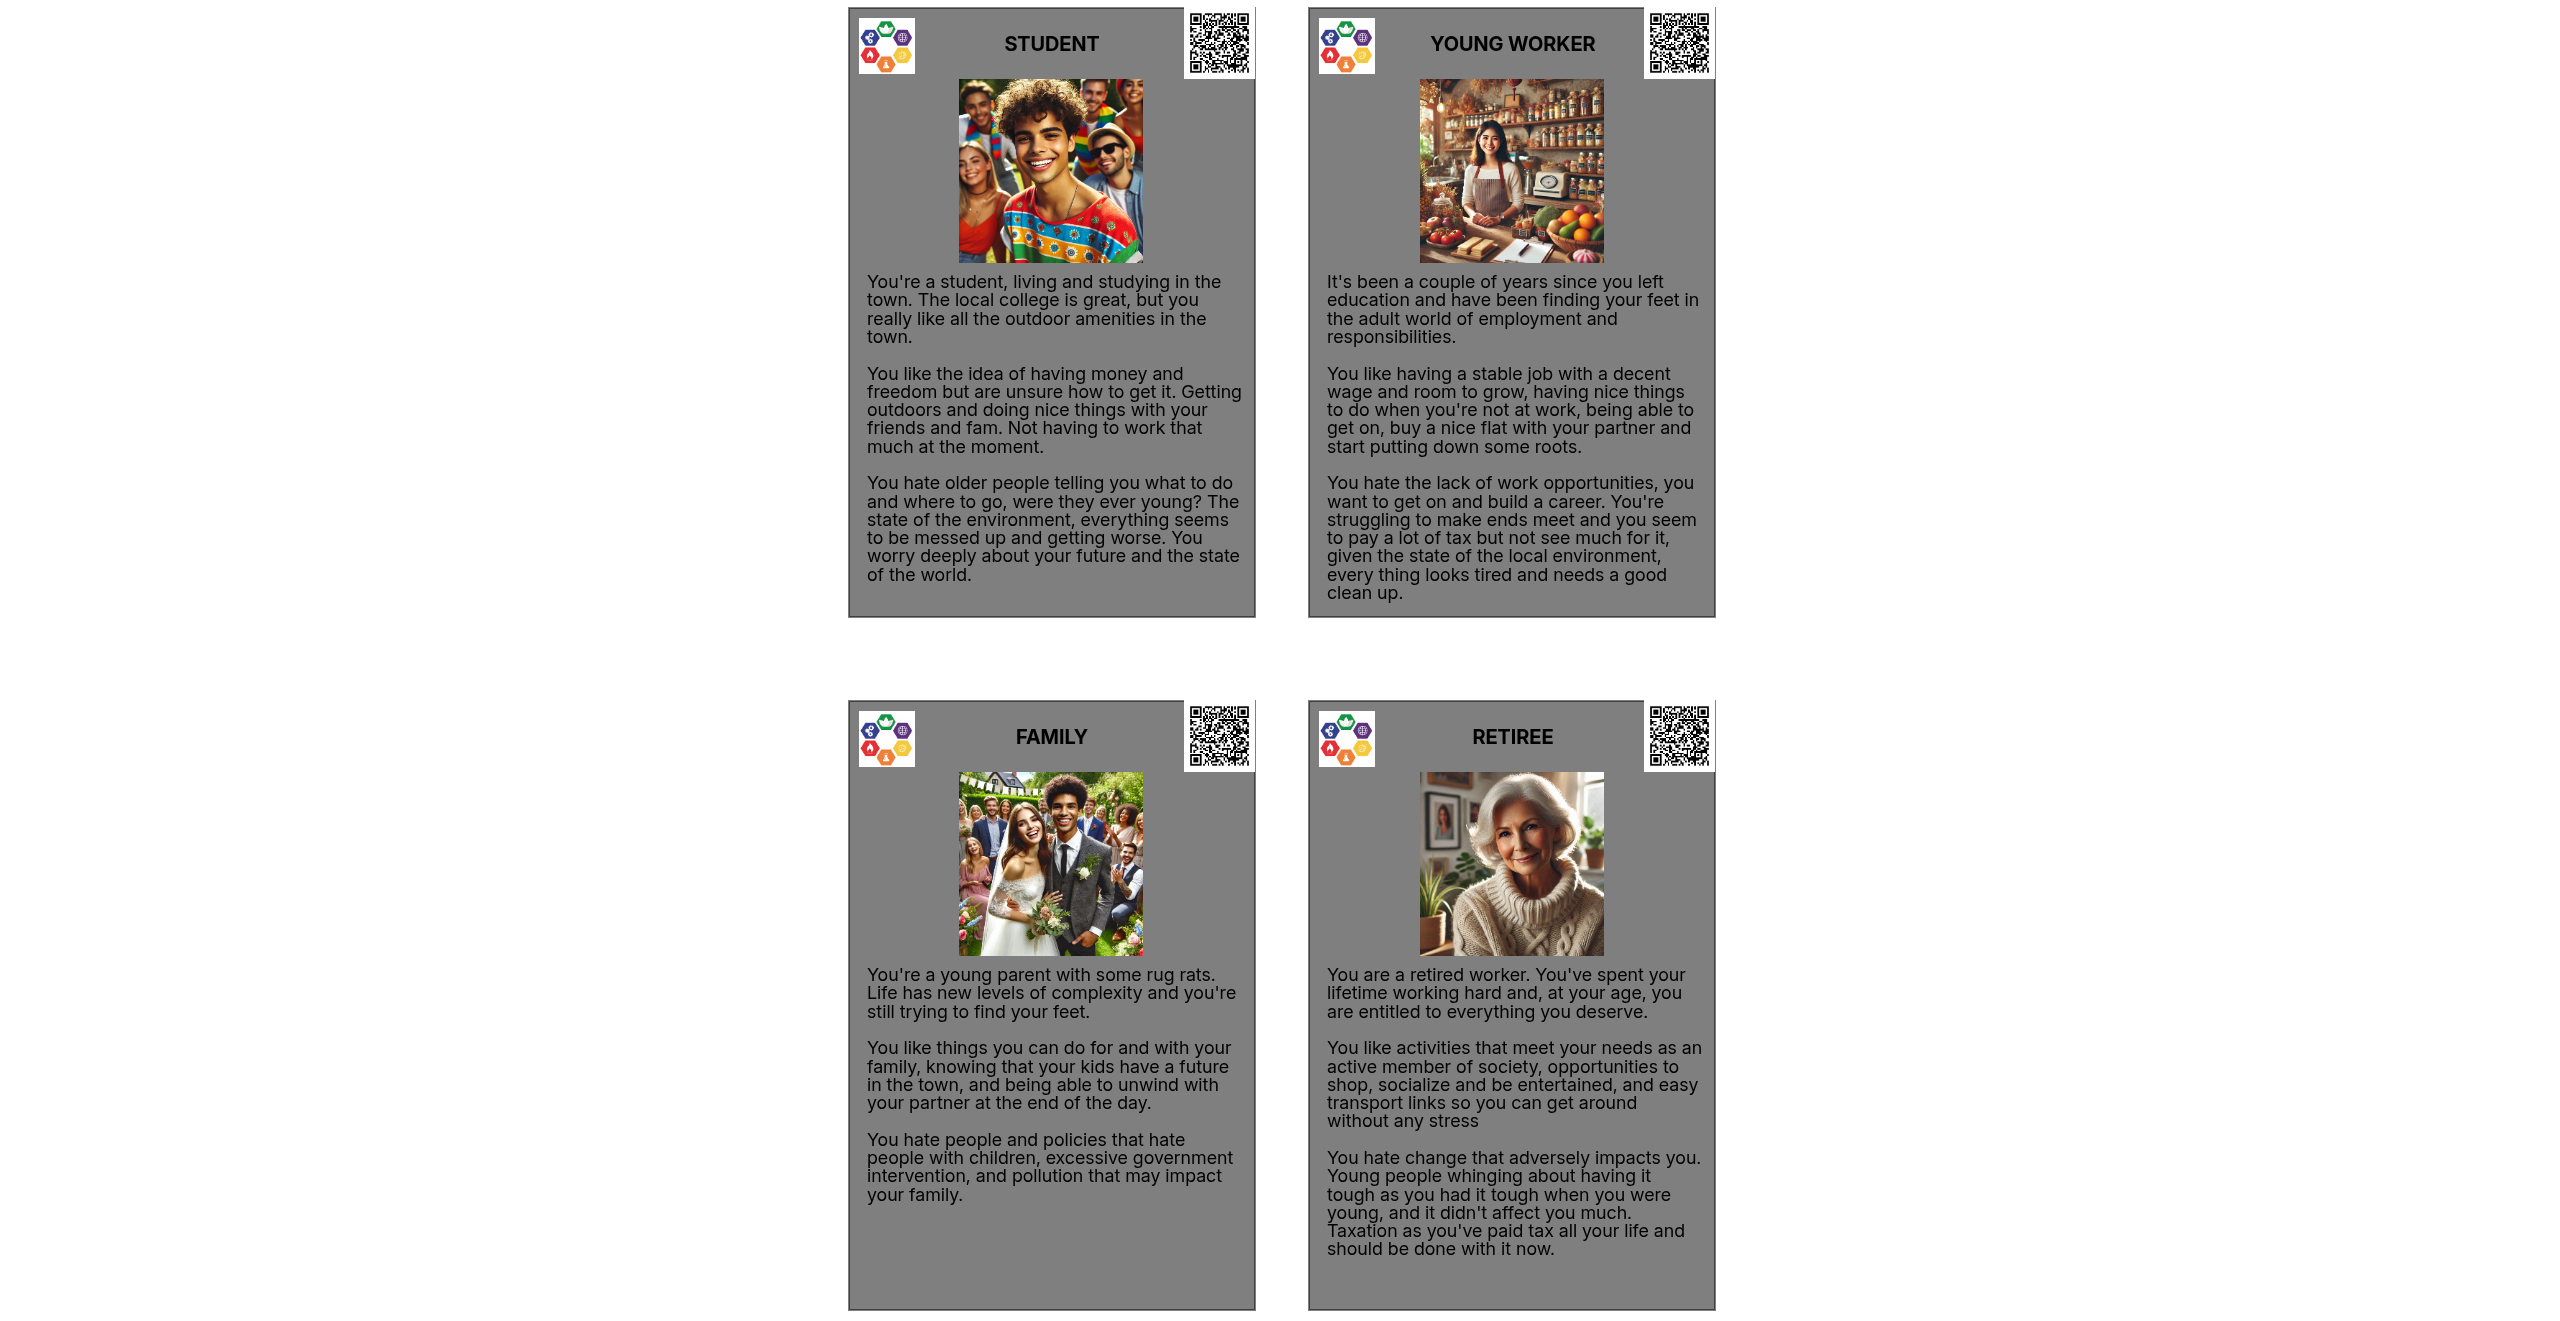 STUDENT
You're a student, living and studying in the
town. The local college is great, but you
really like all the outdoor amenities in the
town.
You like the idea of having money and
freedom but are unsure how to get it. Getting
outdoors and doing nice things with your
friends and fam. Not having to work that
much at the moment.
You hate older people telling you what to do
and where to go, were they ever young? The
state of the environment, everything seems
to be messed up and getting worse. You
worry deeply about your future and the state
of the world.
YOUNG WORKER
It's been a couple of years since you left
education and have been finding your feet in
the adult world of employment and
responsibilities.
You like having a stable job with a decent
wage and room to grow, having nice things
to do when you're not at work, being able to
get on, buy a nice flat with your partner and
start putting down some roots.
You hate the lack of work opportunities, you
want to get on and build a career. You're
struggling to make ends meet and you seem
to pay a lot of tax but not see much for it,
given the state of the local environment,
every thing looks tired and needs a good
clean up.
FAMILY
You're a young parent with some rug rats.
Life has new levels of complexity and you're
still trying to find your feet.
You like things you can do for and with your
family, knowing that your kids have a future
in the town, and being able to unwind with
your partner at the end of the day.
You hate people and policies that hate
people with children, excessive government
intervention, and pollution that may impact
your family.
RETIREE
You are a retired worker. You've spent your
lifetime working hard and, at your age, you
are entitled to everything you deserve.
You like activities that meet your needs as an
active member of society, opportunities to
shop, socialize and be entertained, and easy
transport links so you can get around
without any stress
You hate change that adversely impacts you.
Young people whinging about having it
tough as you had it tough when you were
young, and it didn't affect you much.
Taxation as you've paid tax all your life and
should be done with it now.